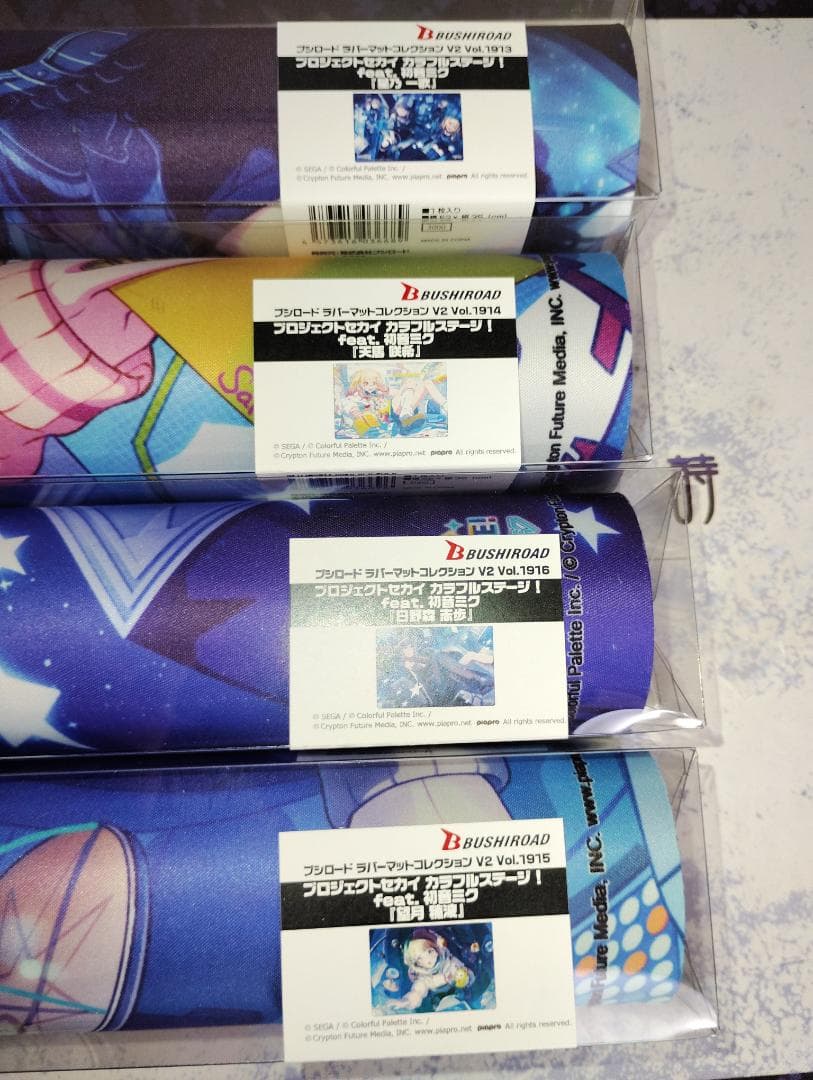 BUSHIROAD
ブシロード ラバーマットコレクション V2 Vol.1913
プロジェクトセカイ カラフルステージ！
feat. 初音ミク
『星乃 一歌』
© SEGA / © Colorful Palette Inc. /
© Crypton Future Media, INC. www.piapro.net piapro All rights reserved.
■1枚入り
MADE IN CHINA
BUSHIROAD
ブシロード ラバーマットコレクション V2 Vol.1914
プロジェクトセカイ カラフルステージ！
feat. 初音ミク
『天馬 咲希』
© SEGA / © Colorful Palette Inc. /
© Crypton Future Media, INC. www.piapro.net piapro All rights reserved.
Future Media, INC.
BUSHIROAD
ブシロード ラバーマットコレクション V2 Vol.1916
プロジェクトセカイ カラフルステージ！
feat. 初音ミク
『日野森 志歩』
© SEGA / © Colorful Palette Inc. /
© Crypton Future Media, INC. www.piapro.net piapro All rights reserved.
Palette Inc. / © Crypton
BUSHIROAD
ブシロード ラバーマットコレクション V2 Vol.1915
プロジェクトセカイ カラフルステージ！
feat. 初音ミク
『望月 穂波』
© SEGA / © Colorful Palette Inc. /
© Crypton Future Media, INC. www.piapro.net piapro All rights reserved.
Future Media, INC. www.piapro